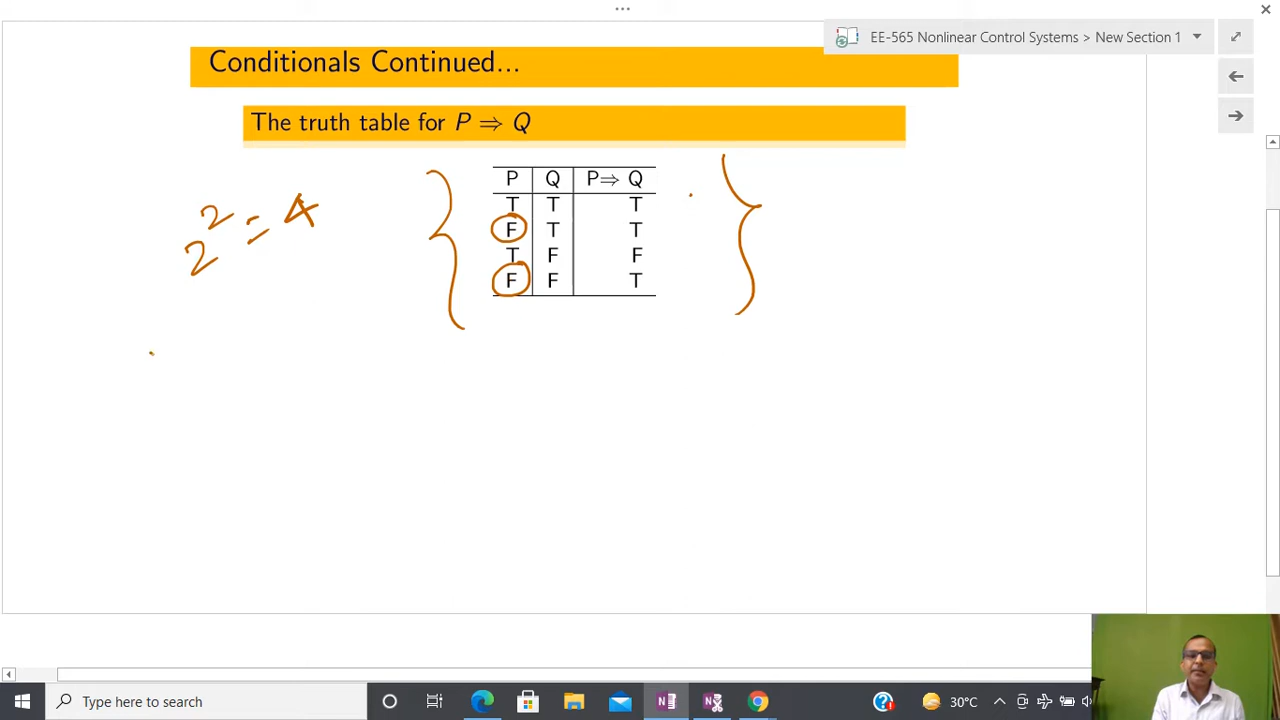 EE-565 Nonlinear Control Systems > New Section 1
Conditionals Continued...
The truth table for P ⇒ Q
P Q P⇒ Q
T T T
F T T
T F F
F F T
2² = 4
Type here to search
30°C